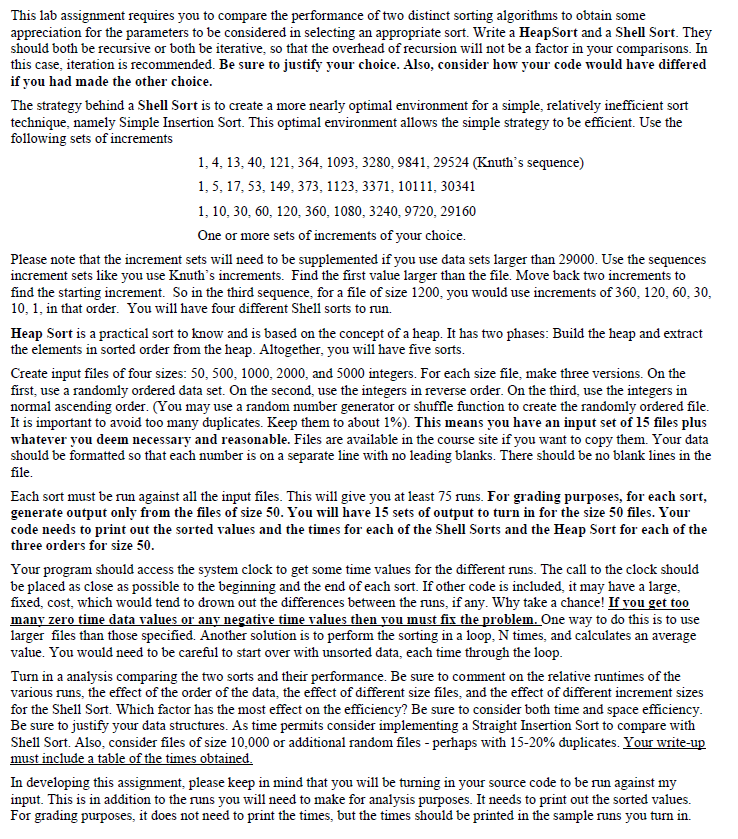 This lab assignment requires you to compare the performance of two distinct sorting algorithms to obtain some
appreciation for the parameters to be considered in selecting an appropriate sort. Write a HeapSort and a Shell Sort. They
should both be recursive or both be iterative, so that the overhead of recursion will not be a factor in your comparisons. In
this case, iteration is recommended. Be sure to justify your choice. Also, consider how your code would have differed
if you had made the other choice.
The strategy behind a Shell Sort is to create a more nearly optimal environment for a simple, relatively inefficient sort
technique, namely Simple Insertion Sort. This optimal environment allows the simple strategy to be efficient. Use the
following sets of increments
1, 4, 13, 40, 121, 364, 1093, 3280, 9841, 29524 (Knuth's sequence)
1, 5, 17, 53, 149, 373, 1123, 3371, 10111, 30341
1, 10, 30, 60, 120, 360, 1080, 3240, 9720, 29160
One or more sets of increments of your choice.
Please note that the increment sets will need to be supplemented if you use data sets larger than 29000. Use the sequences
increment sets like you use Knuth's increments. Find the first value larger than the file. Move back two increments to
find the starting increment. So in the third sequence, for a file of size 1200, you would use increments of 360, 120, 60, 30,
10, 1, in that order. You will have four different Shell sorts to run.
Heap Sort is a practical sort to know and is based on the concept of a heap. It has two phases: Build the heap and extract
the elements in sorted order from the heap. Altogether, you will have five sorts.
Create input files of four sizes: 50, 500, 1000, 2000, and 5000 integers. For each size file, make three versions. On the
first, use a randomly ordered data set. On the second, use the integers in reverse order. On the third, use the integers in
normal ascending order. (You may use a random number generator or shuffle function to create the randomly ordered file.
It is important to avoid too many duplicates. Keep them to about 1%). This means you have an input set of 15 files plus
whatever you deem necessary and reasonable. Files are available in the course site if you want to copy them. Your data
should be formatted so that each number is on a separate line with no leading blanks. There should be no blank lines in the
file.
Each sort must be run against all the input files. This will give you at least 75 runs. For grading purposes, for each sort,
generate output only from the files of size 50. You will have 15 sets of output to turn in for the size 50 files. Your
code needs to print out the sorted values and the times for each of the Shell Sorts and the Heap Sort for each of the
three orders for size 50.
Your program should access the system clock to get some time values for the different runs. The call to the clock should
be placed as close as possible to the beginning and the end of each sort. If other code is included, it may have a large,
fixed, cost, which would tend to drown out the differences between the runs, if any. Why take a chance! If you get too
many zero time data values or any negative time values then you must fix the problem. One way to do this is to use
larger files than those specified. Another solution is to perform the sorting in a loop, N times, and calculates an average
value. You would need to be careful to start over with unsorted data, each time through the loop.
Turn in a analysis comparing the two sorts and their performance. Be sure to comment on the relative runtimes of the
various runs, the effect of the order of the data, the effect of different size files, and the effect of different increment sizes
for the Shell Sort. Which factor has the most effect on the efficiency? Be sure to consider both time and space efficiency.
Be sure to justify your data structures. As time permits consider implementing a Straight Insertion Sort to compare with
Shell Sort. Also, consider files of size 10,000 or additional random files - perhaps with 15-20% duplicates. Your write-up
must include a table of the times obtained.
In developing this assignment, please keep in mind that you will be turning in your source code to be run against my
input. This is in addition to the runs you will need to make for analysis purposes. It needs to print out the sorted values.
For grading purposes, it does not need to print the times, but the times should be printed in the sample runs you turn in.